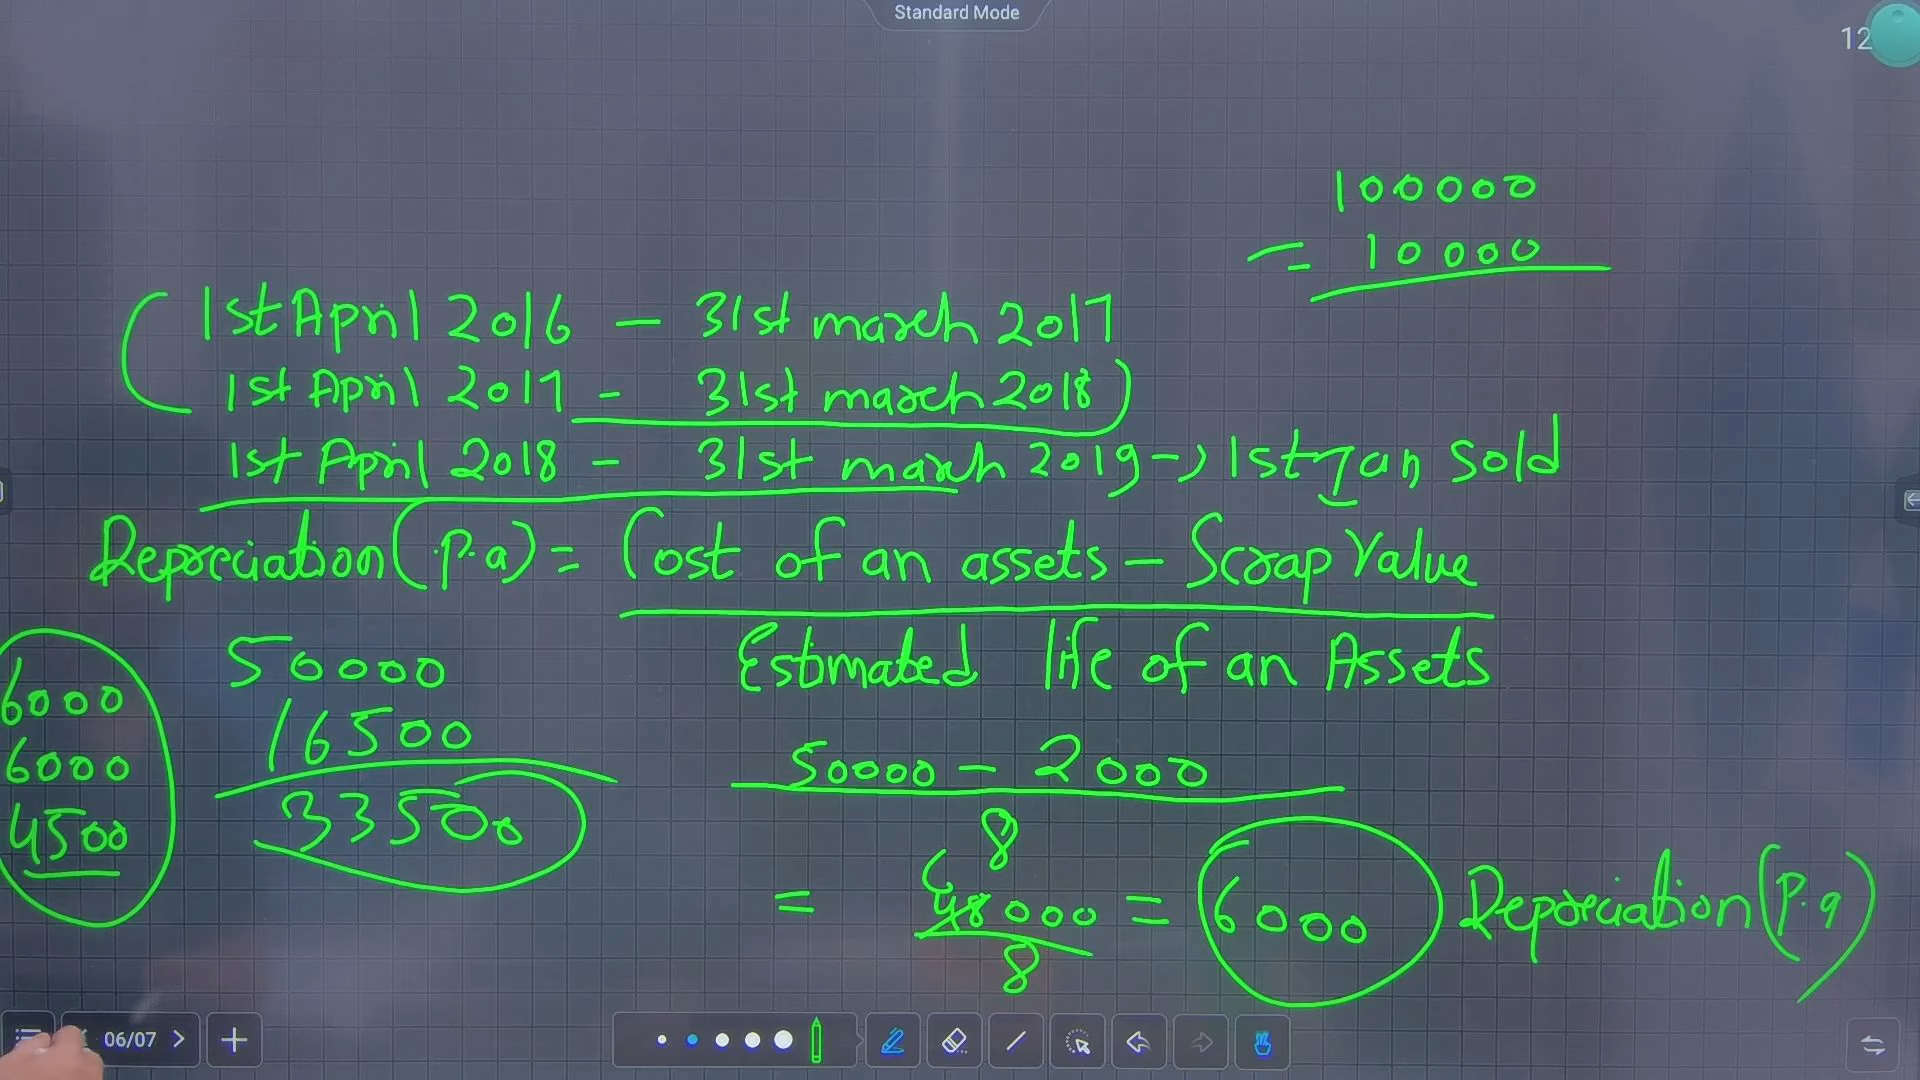 Standard Mode
12
100000
= 10000
1st April 2016 – 31st march 2017
1st April 2017 – 31st march 2018
1st April 2018 – 31st march 2019 → 1st Jan sold
Depreciation (p.a) = Cost of an assets – Scrap Value
Estimated life of an Assets
6000
6000
4500
50000
16500
33500
50000 – 2000
8
= 48000 = 6000 Depreciation (p.a)
6
8
06/07